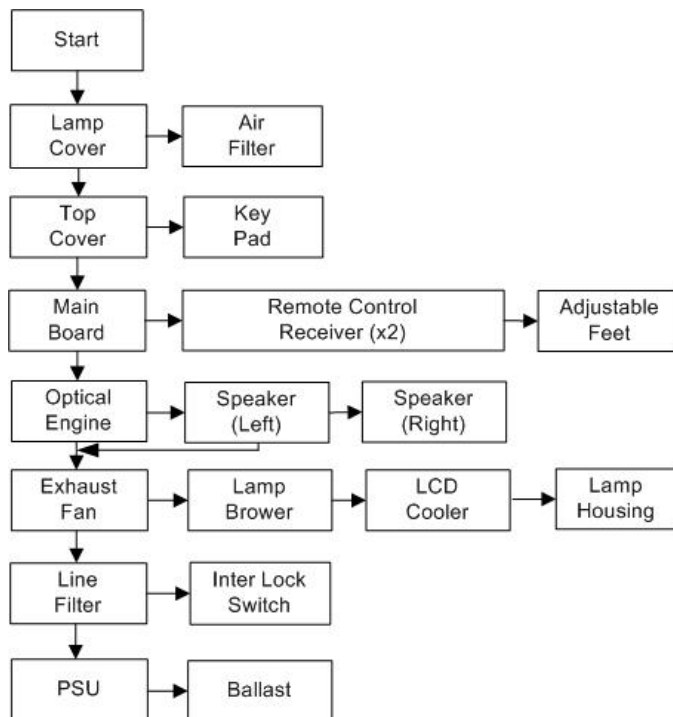 Start
Lamp
Cover
Air
Filter
Top
Cover
Key
Pad
Main
Board
Remote Control
Receiver (x2)
Adjustable
Feet
Optical
Engine
Speaker
(Left)
Speaker
(Right)
Exhaust
Fan
Lamp
Brower
LCD
Cooler
Lamp
Housing
Line
Filter
Inter Lock
Switch
PSU
Ballast